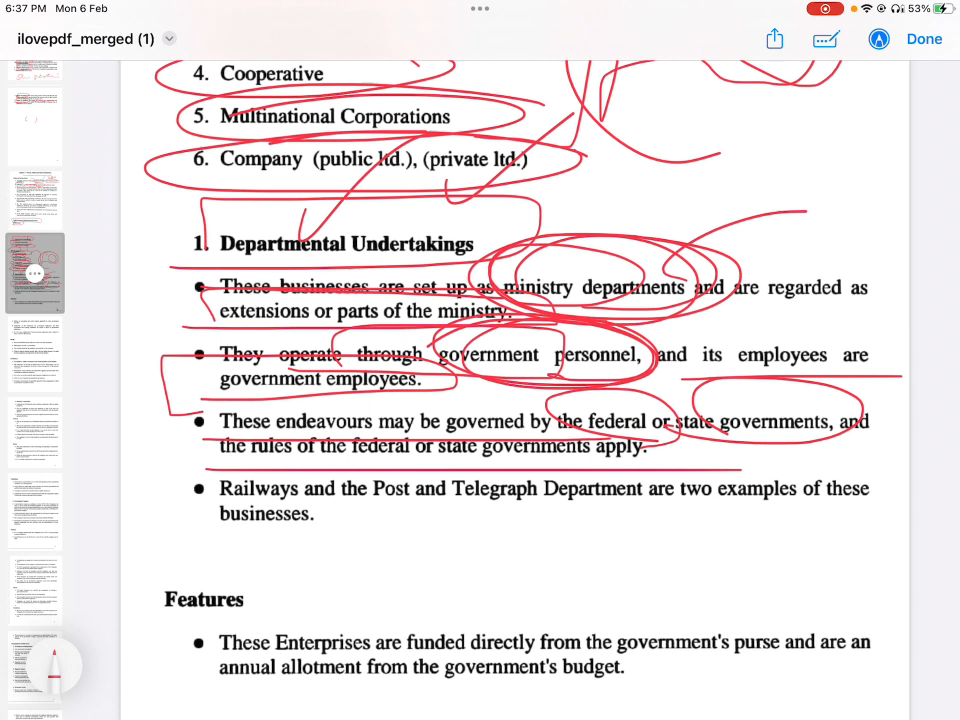 6:37 PM Mon 6 Feb
53%
ilovepdf_merged (1)
Done
4. Cooperative
5. Multinational Corporations
6. Company (public ltd.), (private ltd.)
1. Departmental Undertakings
● These businesses are set up as ministry departments and are regarded as
extensions or parts of the ministry.
● They operate through government personnel, and its employees are
government employees.
● These endeavours may be governed by the federal or state governments, and
the rules of the federal or state governments apply.
● Railways and the Post and Telegraph Department are two examples of these
businesses.
Features
● These Enterprises are funded directly from the government's purse and are an
annual allotment from the government's budget.